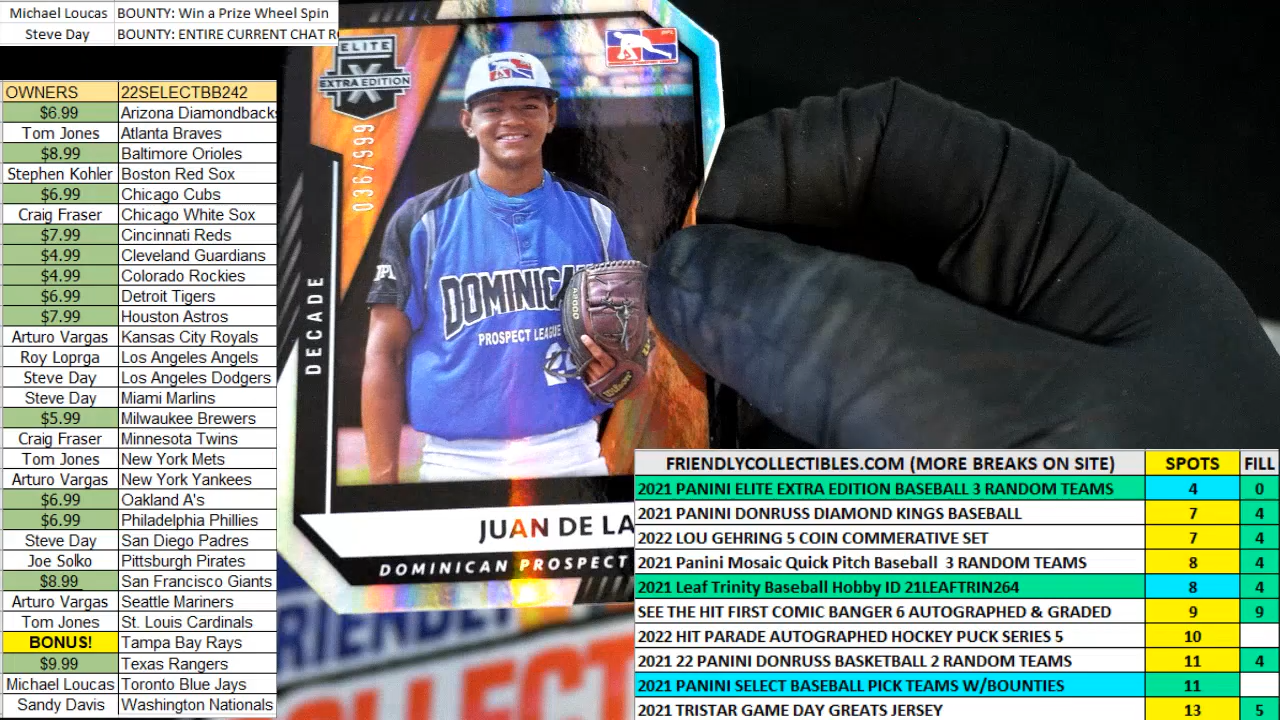 Michael Loucas BOUNTY: Win a Prize Wheel Spin
Steve Day BOUNTY: ENTIRE CURRENT CHAT
OWNERS 22SELECTBB242
$6.99 Arizona Diamondbacks
Tom Jones Atlanta Braves
$8.99 Baltimore Orioles
Stephen Kohler Boston Red Sox
$6.99 Chicago Cubs
Craig Fraser Chicago White Sox
$7.99 Cincinnati Reds
$4.99 Cleveland Guardians
$4.99 Colorado Rockies
$6.99 Detroit Tigers
$7.99 Houston Astros
Arturo Vargas Kansas City Royals
Roy Loprga Los Angeles Angels
Steve Day Los Angeles Dodgers
Steve Day Miami Marlins
$5.99 Milwaukee Brewers
Craig Fraser Minnesota Twins
Tom Jones New York Mets
Arturo Vargas New York Yankees
$6.99 Oakland A's
$6.99 Philadelphia Phillies
Steve Day San Diego Padres
Joe Solko Pittsburgh Pirates
$8.99 San Francisco Giants
Arturo Vargas Seattle Mariners
Tom Jones St. Louis Cardinals
BONUS! Tampa Bay Rays
$9.99 Texas Rangers
Michael Loucas Toronto Blue Jays
Sandy Davis Washington Nationals
ELITE
EXTRA EDITION
036/999
DECADE
DPL
DOMINICA
PROSPECT LEAGUE
A2000
Wilson
JUAN DE LA
DOMINICAN PROSPECT
FRIENDLY
COLLECT
FRIENDLYCOLLECTIBLES.COM (MORE BREAKS ON SITE) SPOTS FILL
2021 PANINI ELITE EXTRA EDITION BASEBALL 3 RANDOM TEAMS 4 0
2021 PANINI DONRUSS DIAMOND KINGS BASEBALL 7 4
2022 LOU GEHRING 5 COIN COMMERATIVE SET 7 4
2021 Panini Mosaic Quick Pitch Baseball 3 RANDOM TEAMS 8 4
2021 Leaf Trinity Baseball Hobby ID 21LEAFTRIN264 8 4
SEE THE HIT FIRST COMIC BANGER 6 AUTOGRAPHED & GRADED 9 9
2022 HIT PARADE AUTOGRAPHED HOCKEY PUCK SERIES 5 10
2021 22 PANINI DONRUSS BASKETBALL 2 RANDOM TEAMS 11 4
2021 PANINI SELECT BASEBALL PICK TEAMS W/BOUNTIES 11
2021 TRISTAR GAME DAY GREATS JERSEY 13 5